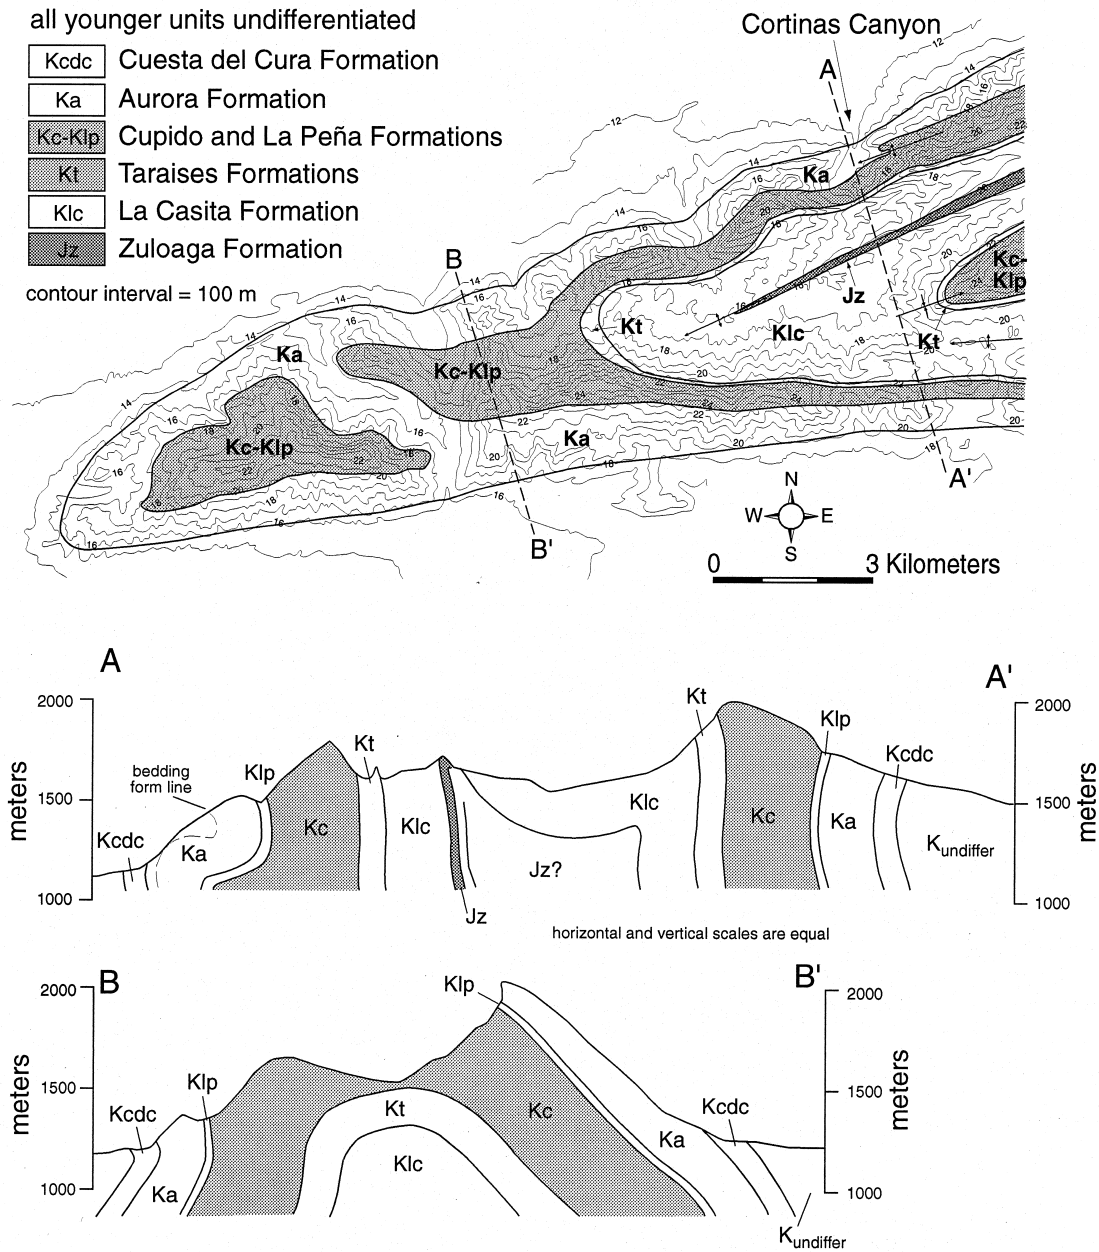 all younger units undifferentiated
Kcdc Cuesta del Cura Formation
Ka Aurora Formation
Kc-Klp Cupido and La Peña Formations
Kt Taraises Formations
Klc La Casita Formation
Jz Zuloaga Formation
contour interval = 100 m
Cortinas Canyon
A
B
Ka
Kc-
Klp
Jz
Kt
Klc
Kt
Ka
Kc-Klp
Kc-Klp
Ka
A'
B'
N
W E
S
0 3 Kilometers
A
A'
2000
1500
1000
meters
bedding
form line
Kcdc
Ka
Klp
Kc
Kt
Klc
Jz
Jz?
Klc
Kt
Kc
Klp
Ka
Kcdc
Kundiffer
2000
1500
1000
meters
horizontal and vertical scales are equal
B
B'
2000
1500
1000
meters
Kcdc
Ka
Klp
Kt
Klc
Klp
Kc
Ka
Kcdc
Kundiffer
2000
1500
1000
meters